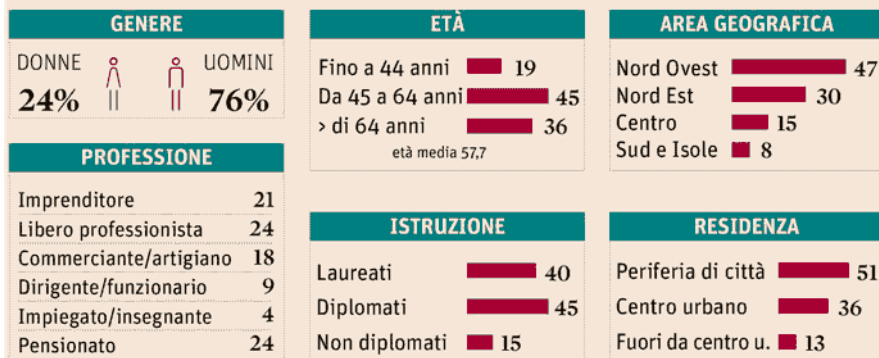 GENERE
DONNE UOMINI
24% 76%
PROFESSIONE
Imprenditore 21
Libero professionista 24
Commerciante/artigiano 18
Dirigente/funzionario 9
Impiegato/insegnante 4
Pensionato 24
ETÀ
Fino a 44 anni 19
Da 45 a 64 anni 45
> di 64 anni 36
età media 57,7
ISTRUZIONE
Laureati 40
Diplomati 45
Non diplomati 15
AREA GEOGRAFICA
Nord Ovest 47
Nord Est 30
Centro 15
Sud e Isole 8
RESIDENZA
Periferia di città 51
Centro urbano 36
Fuori da centro u. 13